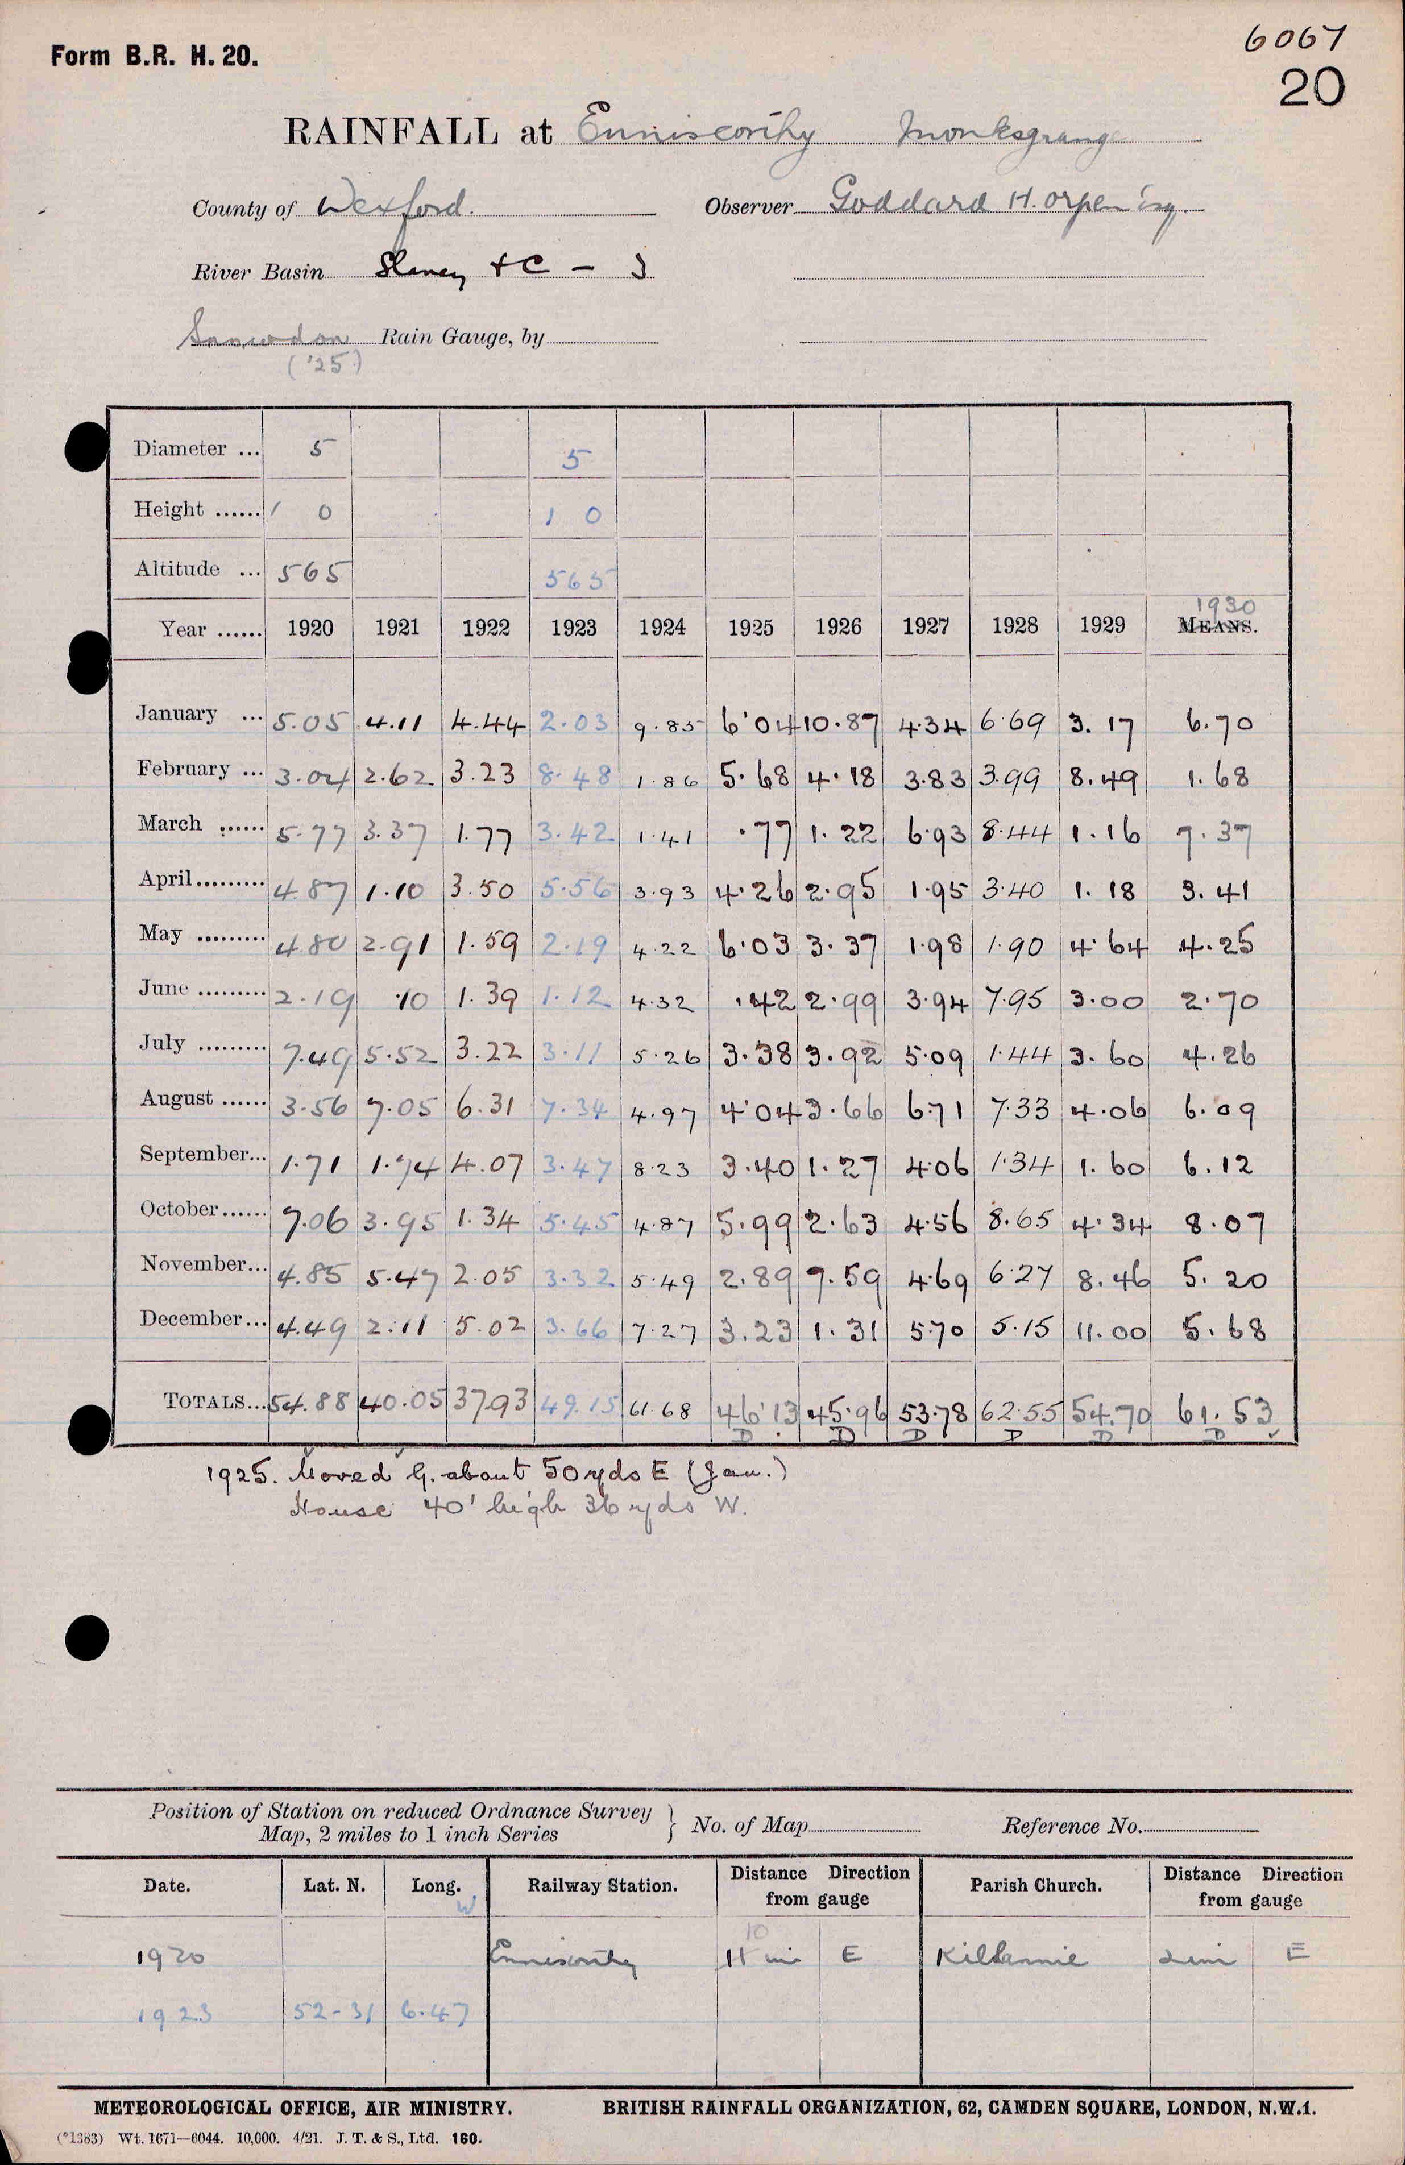 6067
Form B.R. H. 20.
20
RAINFALL at Enniscorthy Monksgrange
County of Wexford. Observer Goddard H. Orpen Esq.
River Basin Slaney + C -
Snowdon Rain Gauge, by
('25)
Diameter ... 5 5
Height ...... 1 0 1 0
Altitude ... 565 565
1930
Year ...... 1920 1921 1922 1923 1924 1925 1926 1927 1928 1929 MEANS.
January ... 5.05 4.11 4.44 2.03 9.85 6.04 10.87 4.34 6.69 3.17 6.70
February ... 3.04 2.62 3.23 8.48 1.86 5.68 4.18 3.83 3.99 8.49 1.68
March ...... 5.77 3.37 1.77 3.42 1.41 .77 1.22 6.93 8.44 1.16 7.37
April......... 4.87 1.10 3.50 5.56 3.93 4.26 2.95 1.95 3.40 1.18 3.41
May ......... 4.80 2.91 1.59 2.19 4.22 6.03 3.37 1.98 1.90 4.64 4.25
June ......... 2.19 .10 1.39 1.12 4.32 .42 2.99 3.94 7.95 3.00 2.70
July ......... 7.49 5.52 3.22 3.11 5.26 3.38 3.92 5.09 1.44 3.60 4.26
August ...... 3.56 7.05 6.31 7.34 4.97 4.04 3.66 6.71 7.33 4.06 6.09
September... 1.71 1.74 4.07 3.47 8.23 3.40 1.27 4.06 1.34 1.60 6.12
October...... 7.06 3.95 1.34 5.45 4.87 5.99 2.63 4.56 8.65 4.34 8.07
November... 4.85 5.47 2.05 3.32 5.49 2.89 7.59 4.69 6.27 8.46 5.20
December... 4.49 2.11 5.02 3.66 7.27 3.23 1.31 5.70 5.15 11.00 5.68
TOTALS... 54.88 40.05 37.93 49.15 61.68 46.13 45.96 53.78 62.55 54.70 61.53
D D D D D D
1925. Moved G. about 50 yds E (Jan.)
House 40' high 36 yds W.
Position of Station on reduced Ordnance Survey
Map, 2 miles to 1 inch Series } No. of Map Reference No.
Date. Lat. N. Long. W Railway Station. Distance Direction from gauge Parish Church. Distance Direction from gauge
10
1920 Enniscorthy 11 mi E Killannie 2 mi E
1923 52-31 6.47
METEOROLOGICAL OFFICE, AIR MINISTRY. BRITISH RAINFALL ORGANIZATION, 62, CAMDEN SQUARE, LONDON, N.W.1.
(*1383) Wt. 1671—6044. 10,000. 4/21. J. T. & S., Ltd. 160.